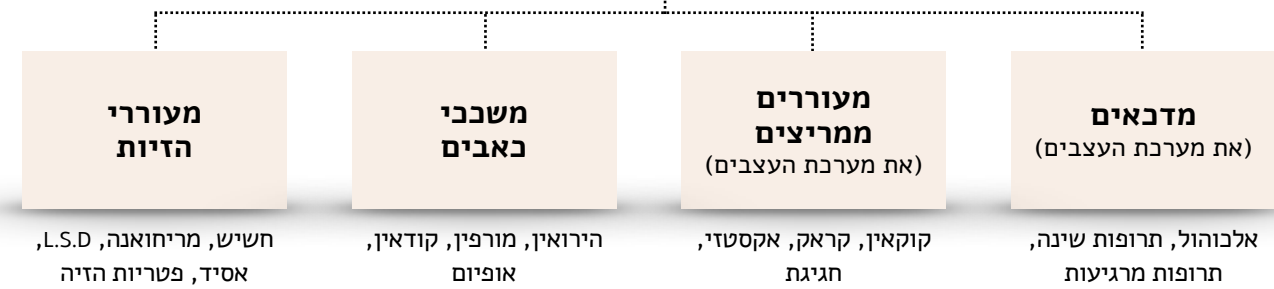 מדכאים
(את מערכת העצבים)
אלכוהול, תרופות שינה,
תרופות מרגיעות
מעוררים
ממריצים
(את מערכת העצבים)
קוקאין, קראק, אקסטזי,
חגיגת
משככי
כאבים
הירואין, מורפין, קודאין,
אופיום
מעוררי
הזיות
חשיש, מריחואנה, L.S.D,
אסיד, פטריות הזיה